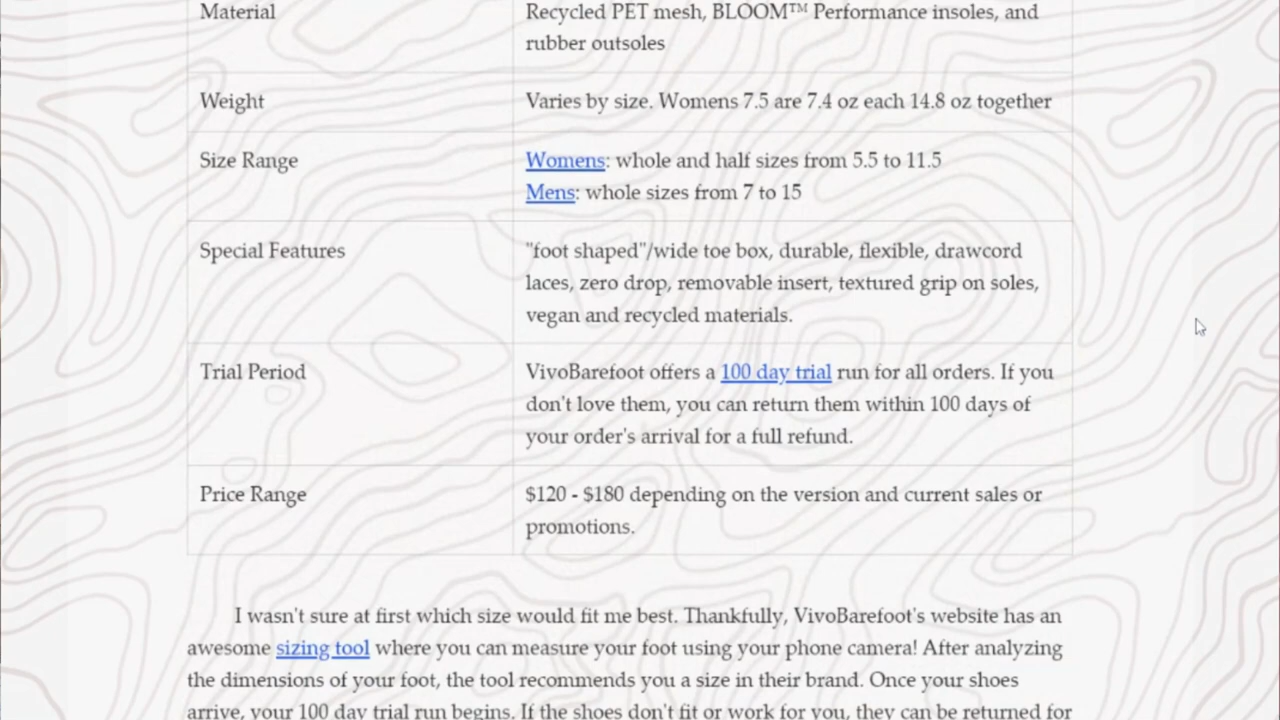 Material
Recycled PET mesh, BLOOM™ Performance insoles, and
rubber outsoles
Weight
Varies by size. Womens 7.5 are 7.4 oz each 14.8 oz together
Size Range
Womens: whole and half sizes from 5.5 to 11.5
Mens: whole sizes from 7 to 15
Special Features
"foot shaped"/wide toe box, durable, flexible, drawcord
laces, zero drop, removable insert, textured grip on soles,
vegan and recycled materials.
Trial Period
VivoBarefoot offers a 100 day trial run for all orders. If you
don't love them, you can return them within 100 days of
your order's arrival for a full refund.
Price Range
$120 - $180 depending on the version and current sales or
promotions.
I wasn't sure at first which size would fit me best. Thankfully, VivoBarefoot's website has an
awesome sizing tool where you can measure your foot using your phone camera! After analyzing
the dimensions of your foot, the tool recommends you a size in their brand. Once your shoes
arrive, your 100 day trial run begins. If the shoes don't fit or work for you, they can be returned for